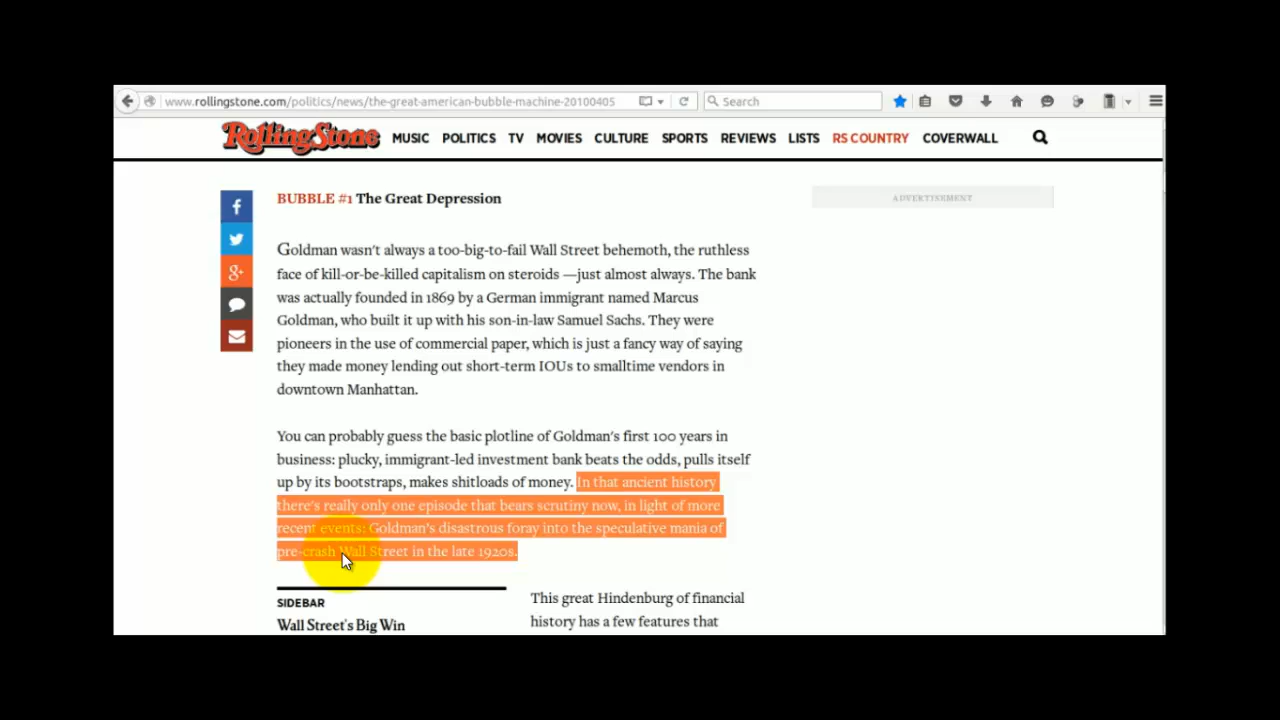 www.rollingstone.com/politics/news/the-great-american-bubble-machine-20100405
Search
RollingStone
MUSIC POLITICS TV MOVIES CULTURE SPORTS REVIEWS LISTS RS COUNTRY COVERWALL
BUBBLE #1 The Great Depression
ADVERTISEMENT
Goldman wasn't always a too-big-to-fail Wall Street behemoth, the ruthless
face of kill-or-be-killed capitalism on steroids —just almost always. The bank
was actually founded in 1869 by a German immigrant named Marcus
Goldman, who built it up with his son-in-law Samuel Sachs. They were
pioneers in the use of commercial paper, which is just a fancy way of saying
they made money lending out short-term IOUs to smalltime vendors in
downtown Manhattan.
You can probably guess the basic plotline of Goldman's first 100 years in
business: plucky, immigrant-led investment bank beats the odds, pulls itself
up by its bootstraps, makes shitloads of money. In that ancient history
there's really only one episode that bears scrutiny now, in light of more
recent events: Goldman's disastrous foray into the speculative mania of
pre-crash Wall Street in the late 1920s.
SIDEBAR
Wall Street's Big Win
This great Hindenburg of financial
history has a few features that